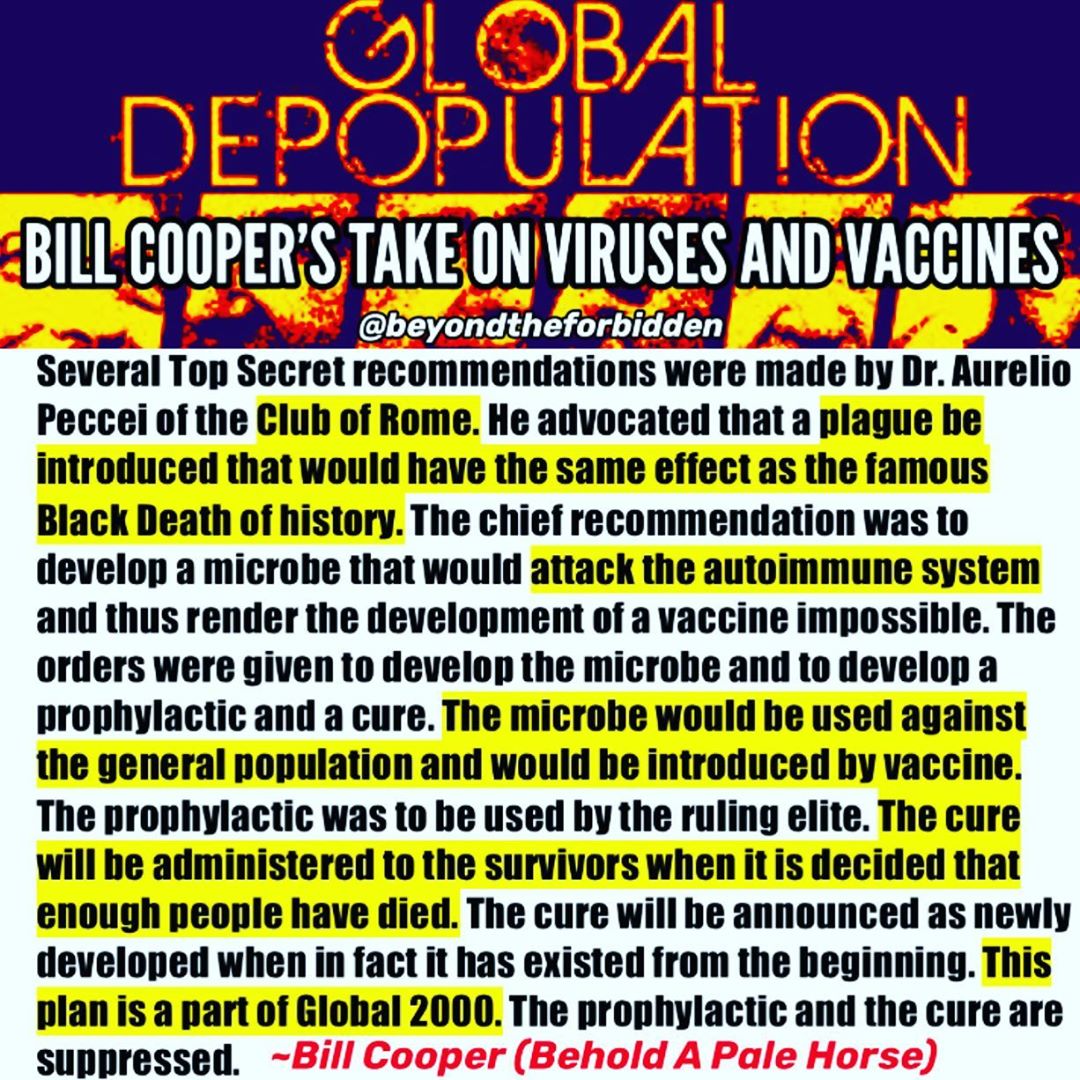 GLOBAL
DEPOPULATION
BILL COOPER'S TAKE ON VIRUSES AND VACCINES
@beyondtheforbidden
Several Top Secret recommendations were made by Dr. Aurelio
Peccei of the Club of Rome. He advocated that a plague be
introduced that would have the same effect as the famous
Black Death of history. The chief recommendation was to
develop a microbe that would attack the autoimmune system
and thus render the development of a vaccine impossible. The
orders were given to develop the microbe and to develop a
prophylactic and a cure. The microbe would be used against
the general population and would be introduced by vaccine.
The prophylactic was to be used by the ruling elite. The cure
will be administered to the survivors when it is decided that
enough people have died. The cure will be announced as newly
developed when in fact it has existed from the beginning. This
plan is a part of Global 2000. The prophylactic and the cure are
suppressed. ~Bill Cooper (Behold A Pale Horse)